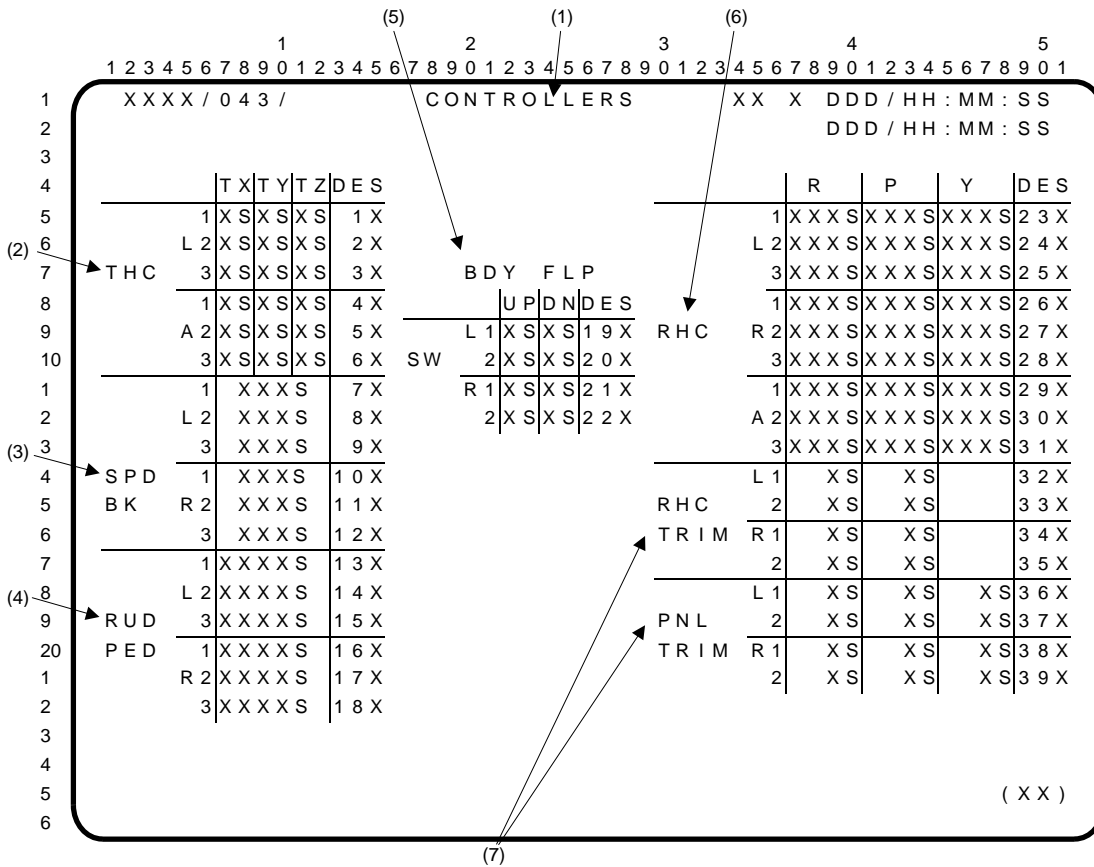 (5) (1) (6)
1 2 3 4 5
1 2 3 4 5 6 7 8 9 0 1 2 3 4 5 6 7 8 9 0 1 2 3 4 5 6 7 8 9 0 1 2 3 4 5 6 7 8 9 0 1 2 3 4 5 6 7 8 9 0 1
1 XXXX/043/ CONTROLLERS XX X DDD/HH:MM:SS
2 DDD/HH:MM:SS
3
4 TX TY TZ DES R P Y DES
5 1 XS XS XS 1X 1 XXXS XXXS XXXS 23X
6 L2 XS XS XS 2X L2 XXXS XXXS XXXS 24X
(2)
7 THC 3 XS XS XS 3X BDY FLP 3 XXXS XXXS XXXS 25X
8 1 XS XS XS 4X UP DN DES 1 XXXS XXXS XXXS 26X
9 A2 XS XS XS 5X L1 XS XS 19X RHC R2 XXXS XXXS XXXS 27X
10 3 XS XS XS 6X SW 2 XS XS 20X 3 XXXS XXXS XXXS 28X
1 1 XXXS 7X R1 XS XS 21X 1 XXXS XXXS XXXS 29X
2 L2 XXXS 8X 2 XS XS 22X A2 XXXS XXXS XXXS 30X
3 3 XXXS 9X 3 XXXS XXXS XXXS 31X
(3)
4 SPD 1 XXXS 10X L1 XS XS 32X
5 BK R2 XXXS 11X RHC 2 XS XS 33X
6 3 XXXS 12X TRIM R1 XS XS 34X
7 1 XXXXS 13X 2 XS XS 35X
8 L2 XXXXS 14X L1 XS XS XS 36X
(4)
9 RUD 3 XXXXS 15X PNL 2 XS XS XS 37X
20 PED 1 XXXXS 16X TRIM R1 XS XS XS 38X
1 R2 XXXXS 17X 2 XS XS XS 39X
2 3 XXXXS 18X
3
4
5 (XX)
6
(7)